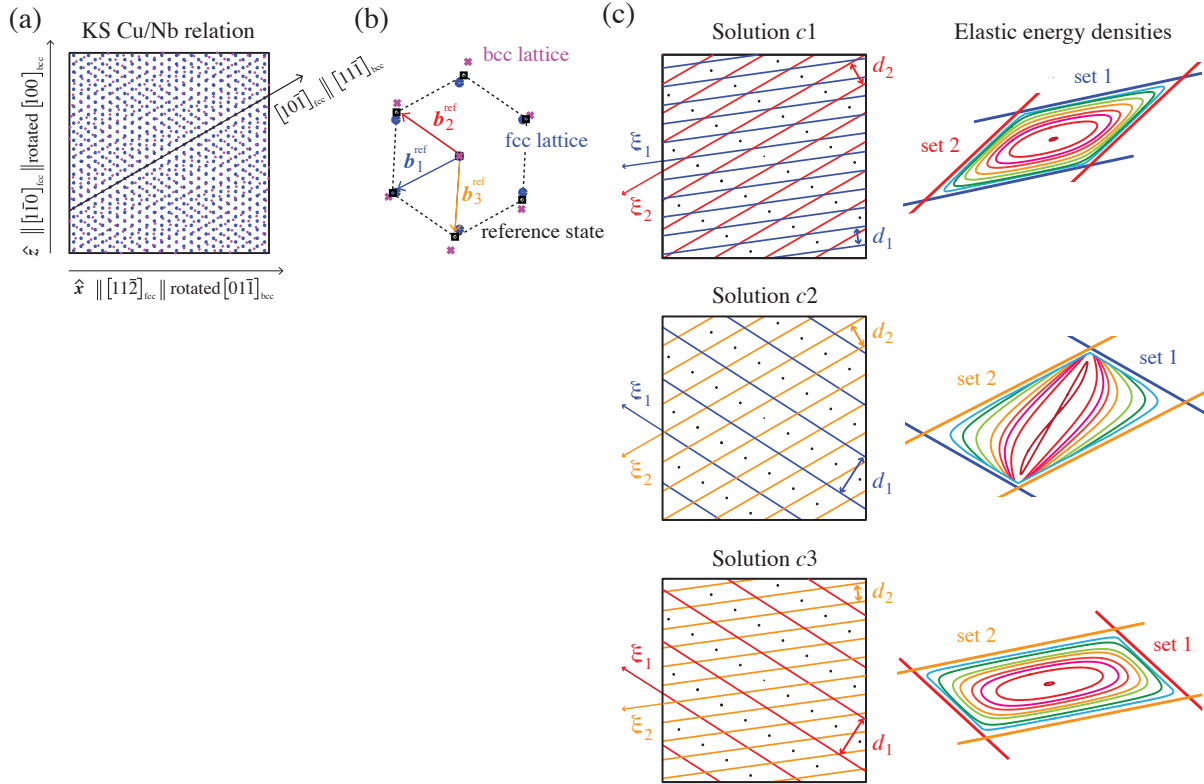 (a)
KS Cu/Nb relation
ẑ ∥ [11̄0]fcc ∥ rotated [100]bcc
[101̄]fcc ∥ [111̄]bcc
x̂ ∥ [112̄]fcc ∥ rotated [011̄]bcc
(b)
bcc lattice
fcc lattice
b₂ʳᵉᶠ
b₁ʳᵉᶠ
b₃ʳᵉᶠ
reference state
(c)
Solution c1
Elastic energy densities
d₂
ξ₁
ξ₂
d₁
set 1
set 2
Solution c2
d₂
ξ₁
ξ₂
d₁
set 2
set 1
Solution c3
d₂
ξ₁
ξ₂
d₁
set 2
set 1